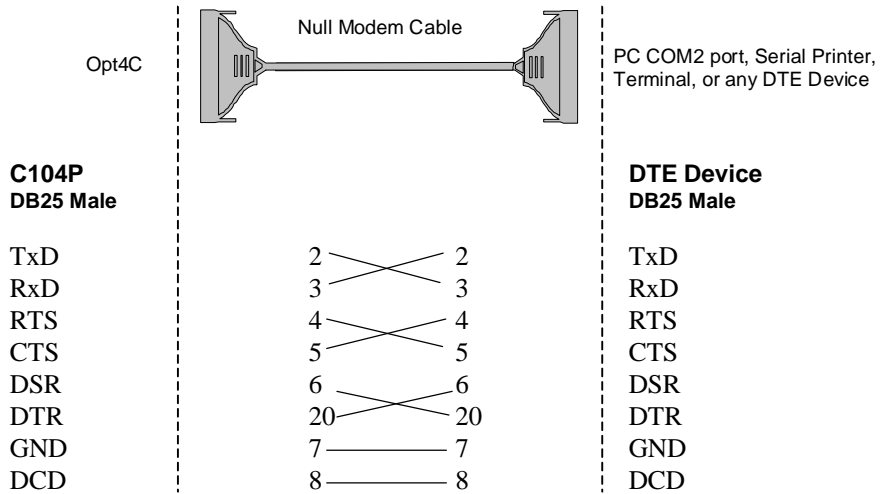 Null Modem Cable
Opt4C
PC COM2 port, Serial Printer,
Terminal, or any DTE Device
C104P
DB25 Male
DTE Device
DB25 Male
TxD 2 2 TxD
RxD 3 3 RxD
RTS 4 4 RTS
CTS 5 5 CTS
DSR 6 6 DSR
DTR 20 20 DTR
GND 7 7 GND
DCD 8 8 DCD